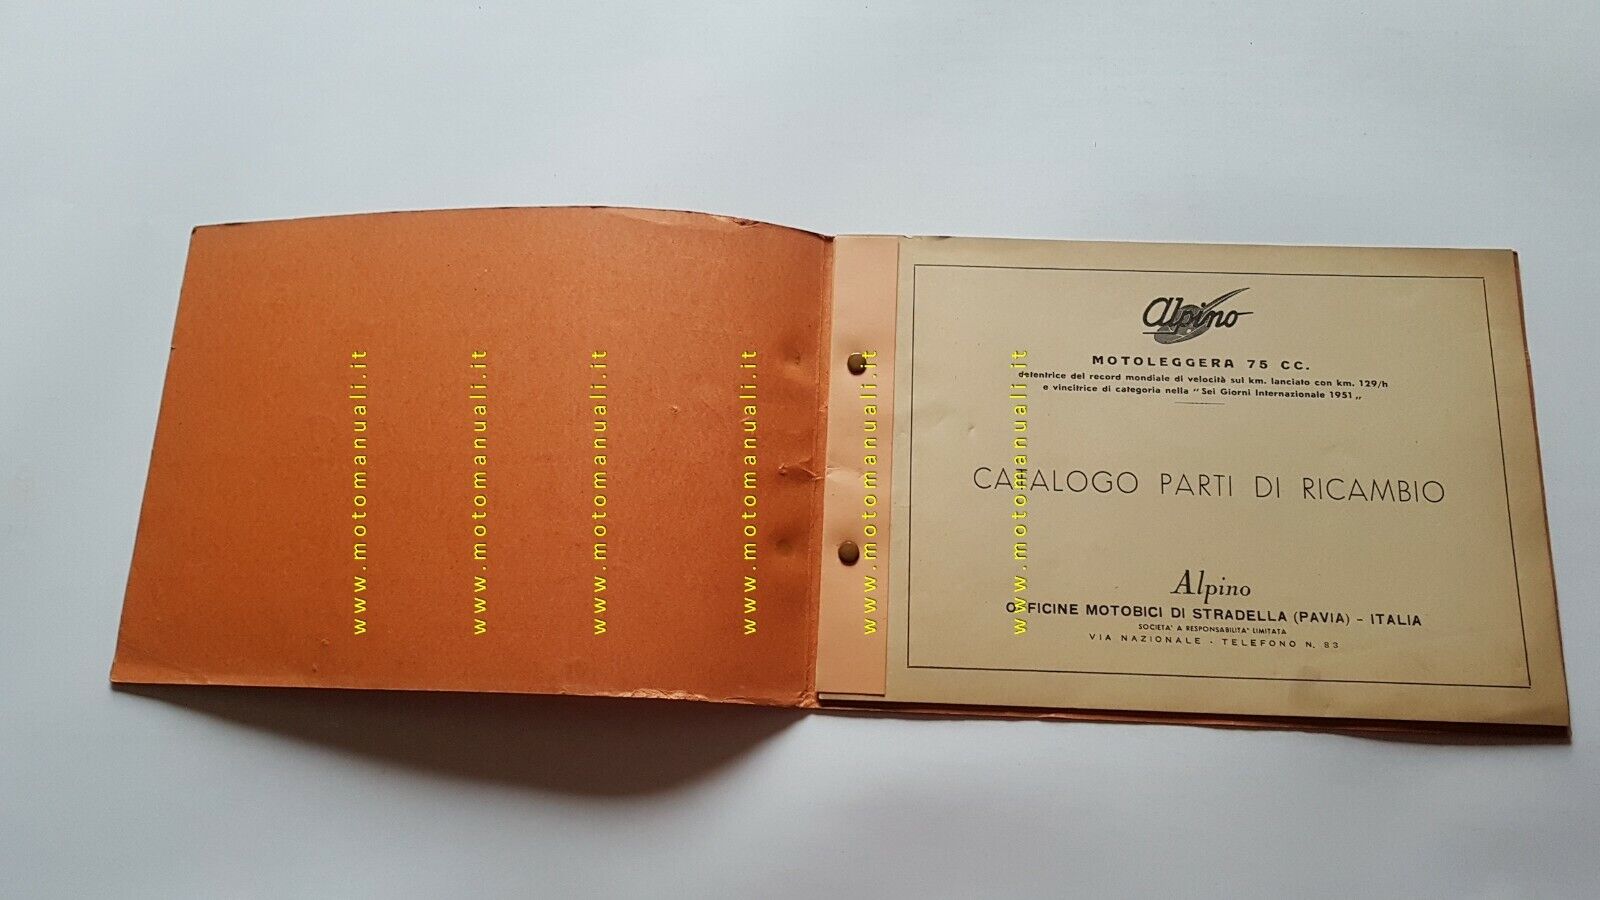 www.motomanuali.it
www.motomanuali.it
www.motomanuali.it
www.motomanuali.it
www.motomanuali.it
www.motomanuali.it
Alpino
MOTOLEGGERA 75 CC.
detentrice del record mondiale di velocità sul km. lanciato con km. 129/h
e vincitrice di categoria nella "Sei Giorni Internazionale 1951„
CATALOGO PARTI DI RICAMBIO
Alpino
OFFICINE MOTOBICI DI STRADELLA (PAVIA) - ITALIA
SOCIETA' A RESPONSABILITA' LIMITATA
VIA NAZIONALE - TELEFONO N. 83